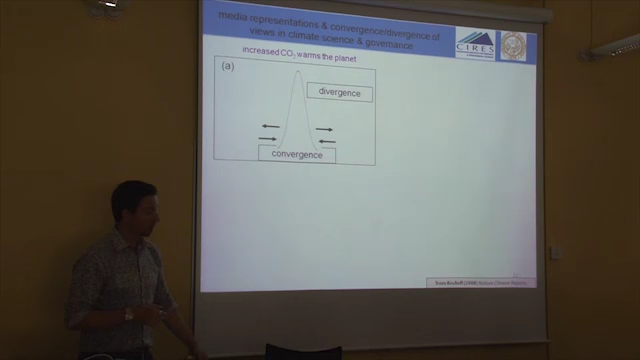 media representations & convergence/divergence of
views in climate science & governance
CIRES
increased CO₂ warms the planet
(a)
divergence
convergence